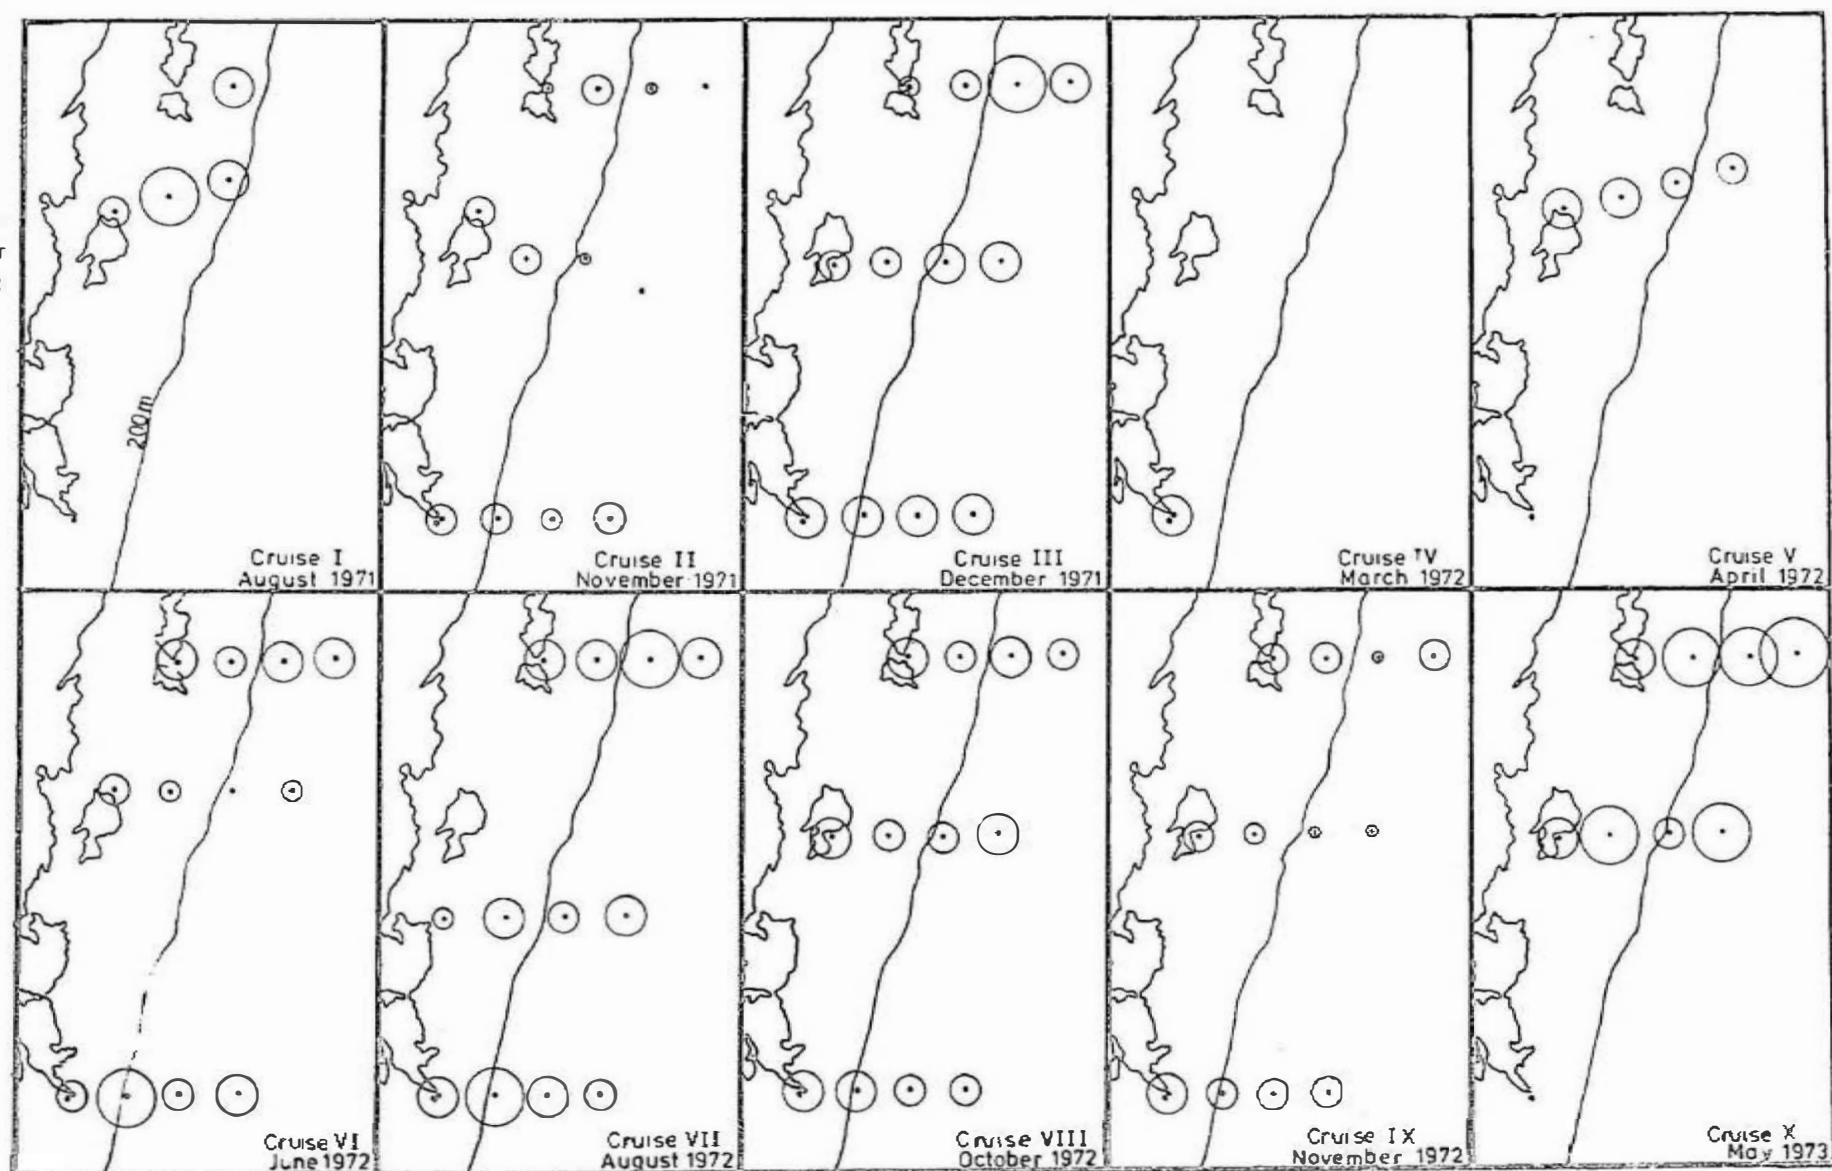 200m
Cruise I
August 1971
Cruise II
November 1971
Cruise III
December 1971
Cruise IV
March 1972
Cruise V
April 1972
Cruise VI
June 1972
Cruise VII
August 1972
Cruise VIII
October 1972
Cruise IX
November 1972
Cruise X
May 1973